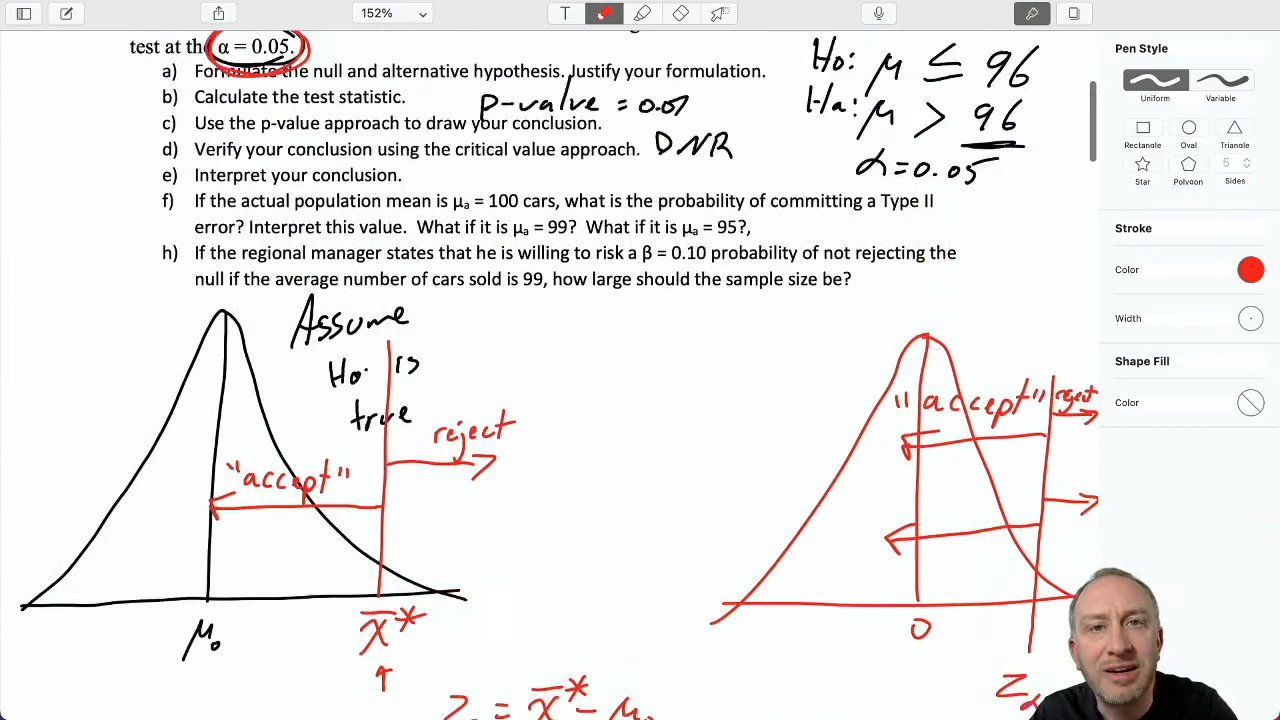 152%
T
test at the α = 0.05.
a) Formulate the null and alternative hypothesis. Justify your formulation.
b) Calculate the test statistic.
p-value = 0.07
c) Use the p-value approach to draw your conclusion.
d) Verify your conclusion using the critical value approach.
DNR
e) Interpret your conclusion.
f) If the actual population mean is μₐ = 100 cars, what is the probability of committing a Type II
error? Interpret this value. What if it is μₐ = 99? What if it is μₐ = 95?,
h) If the regional manager states that he is willing to risk a β = 0.10 probability of not rejecting the
null if the average number of cars sold is 99, how large should the sample size be?
Ho: μ ≤ 96
Ha: μ > 96
α=0.05
Assume
Ho is
true
reject
"accept"
μ₀
x̄*
"accept"
reject
0
Zα
= x̄* - μ₀
Pen Style
Uniform
Variable
Rectangle
Oval
Triangle
Star
Polygon
5
Sides
Stroke
Color
Width
Shape Fill
Color